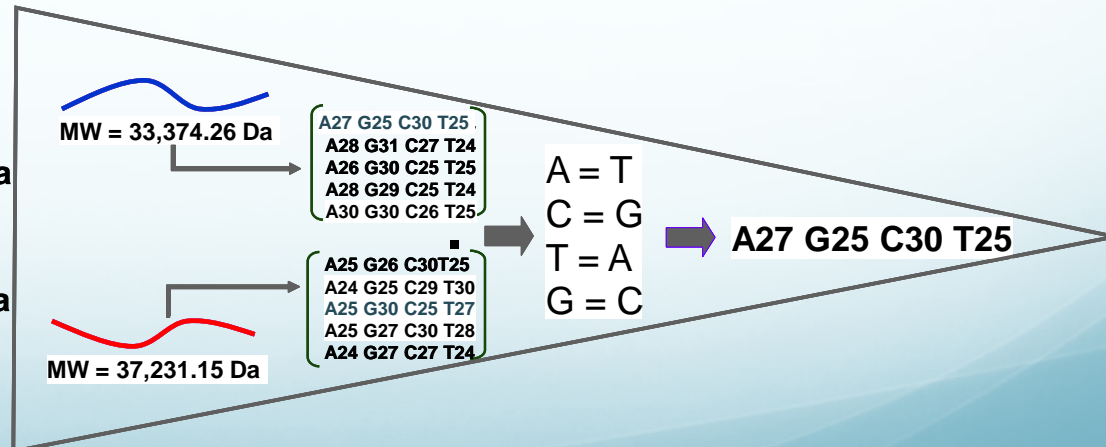 MW = 33,374.26 Da
A27 G25 C30 T25
A28 G31 C27 T24
A26 G30 C25 T25
A28 G29 C25 T24
A30 G30 C26 T25
a
a
A25 G26 C30T25
A24 G25 C29 T30
A25 G30 C25 T27
A25 G27 C30 T28
A24 G27 C27 T24
MW = 37,231.15 Da
A = T
C = G
T = A
G = C
A27 G25 C30 T25